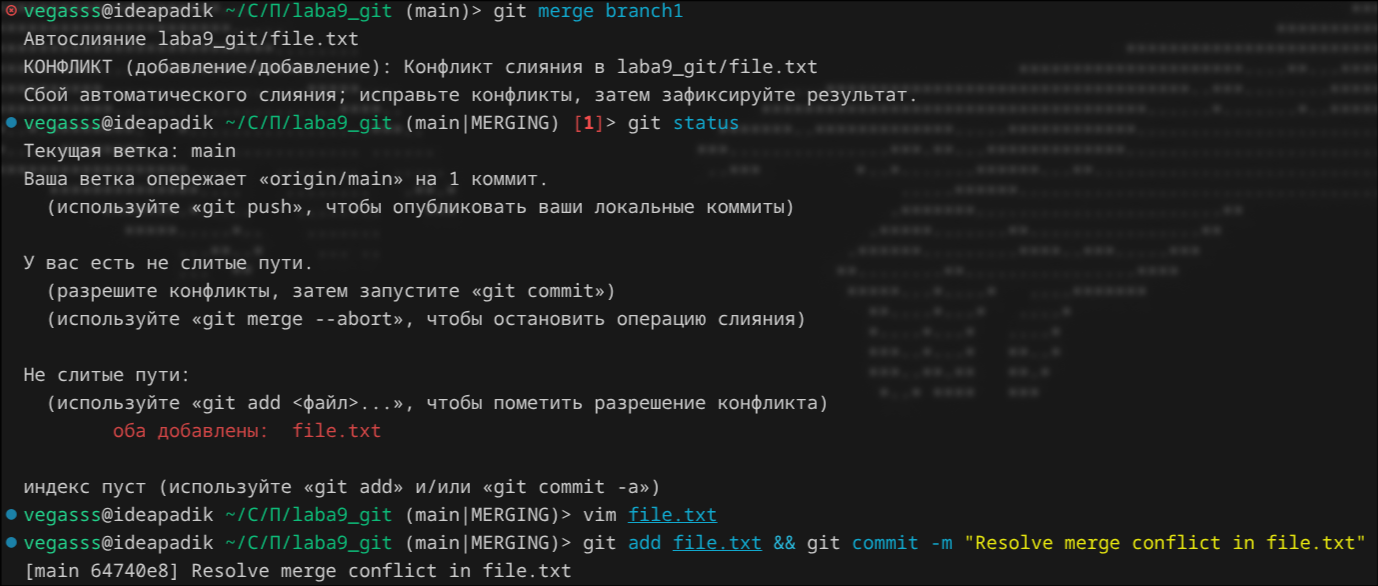 vegasss@ideapadik ~/С/П/laba9_git (main)> git merge branch1
Автослияние laba9_git/file.txt
КОНФЛИКТ (добавление/добавление): Конфликт слияния в laba9_git/file.txt
Сбой автоматического слияния; исправьте конфликты, затем зафиксируйте результат.
vegasss@ideapadik ~/С/П/laba9_git (main|MERGING) [1]> git status
Текущая ветка: main
Ваша ветка опережает «origin/main» на 1 коммит.
  (используйте «git push», чтобы опубликовать ваши локальные коммиты)

У вас есть не слитые пути.
  (разрешите конфликты, затем запустите «git commit»)
  (используйте «git merge --abort», чтобы остановить операцию слияния)

Не слитые пути:
  (используйте «git add <файл>...», чтобы пометить разрешение конфликта)
        оба добавлены:  file.txt

индекс пуст (используйте «git add» и/или «git commit -a»)
vegasss@ideapadik ~/С/П/laba9_git (main|MERGING)> vim file.txt
vegasss@ideapadik ~/С/П/laba9_git (main|MERGING)> git add file.txt && git commit -m "Resolve merge conflict in file.txt"
[main 64740e8] Resolve merge conflict in file.txt